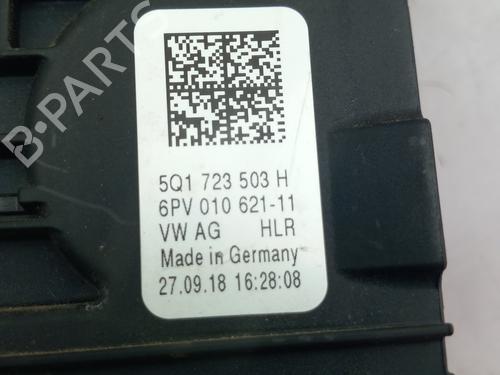 B-PARTS
5Q1 723 503 H
6PV 010 621-11
VW AG HLR
Made in Germany
27.09.18 16:28:08